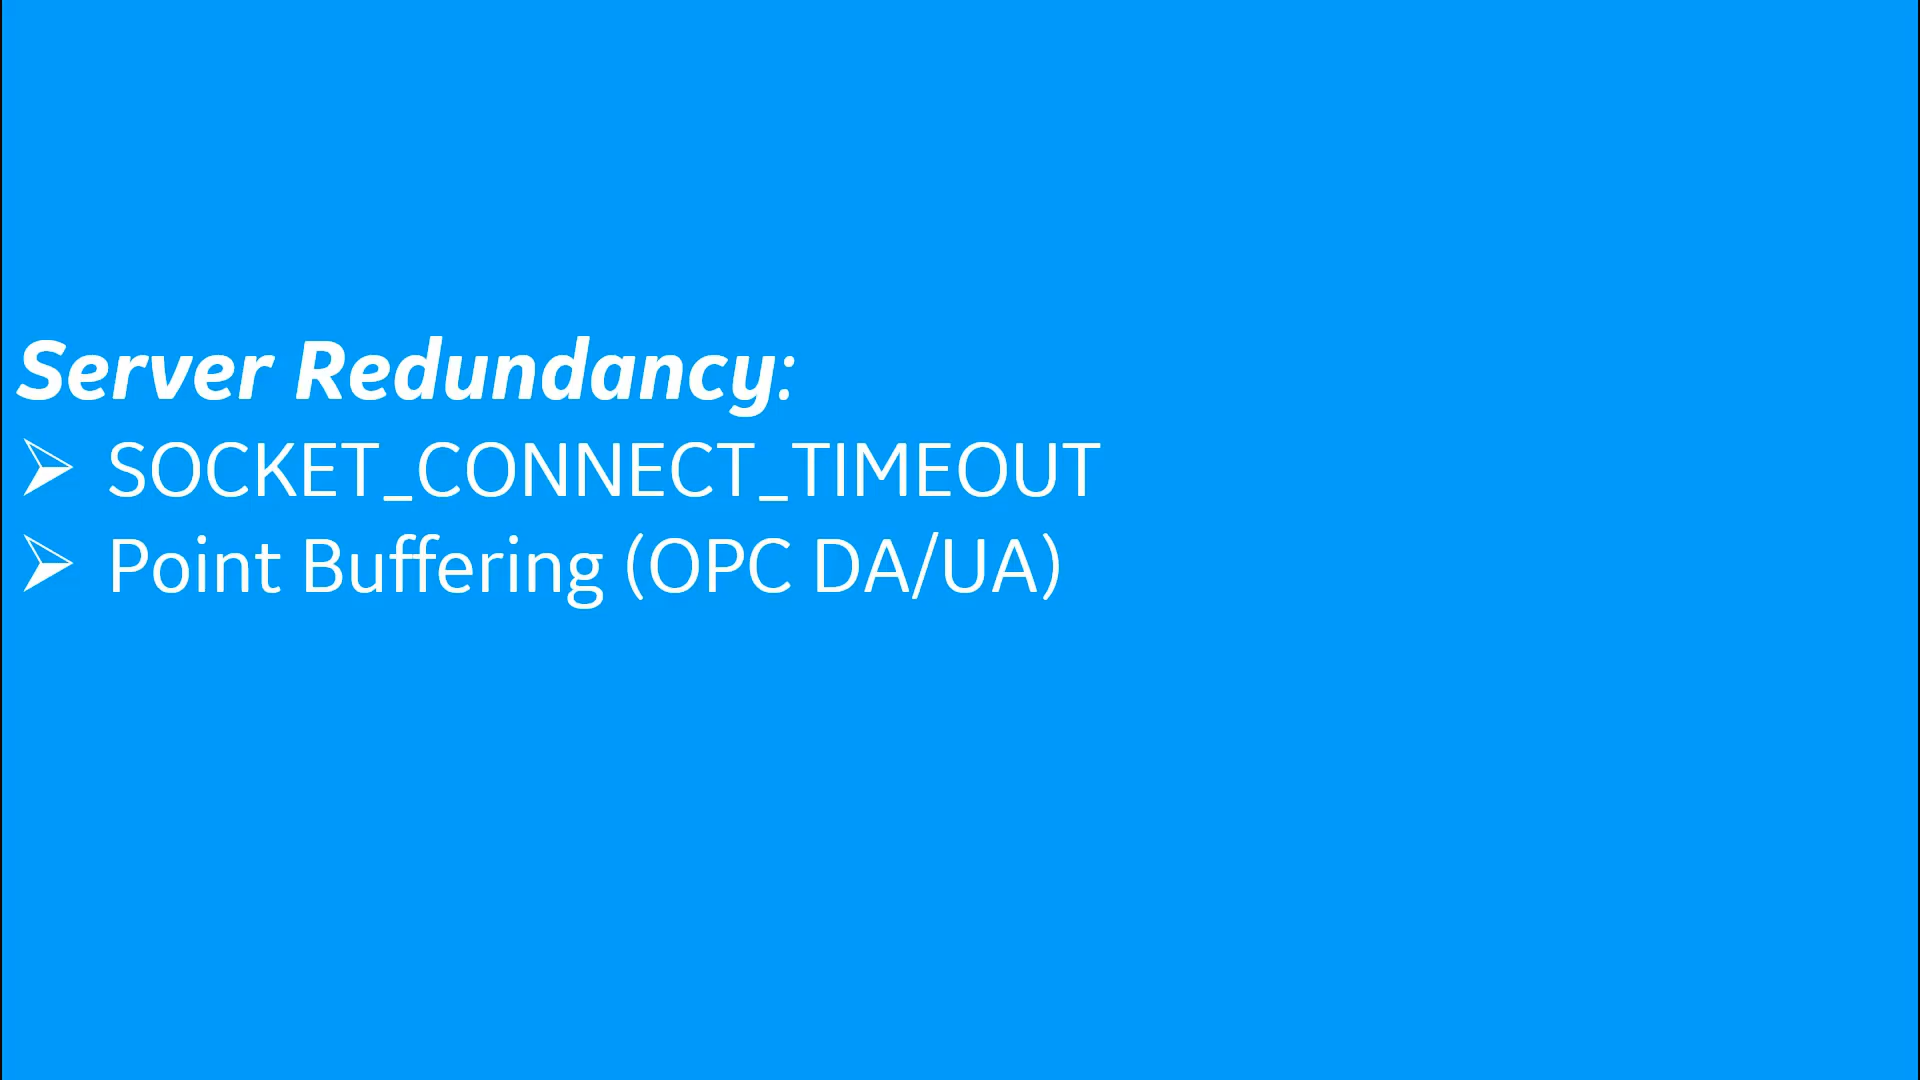 Server Redundancy:
➢ SOCKET_CONNECT_TIMEOUT
➢ Point Buffering (OPC DA/UA)